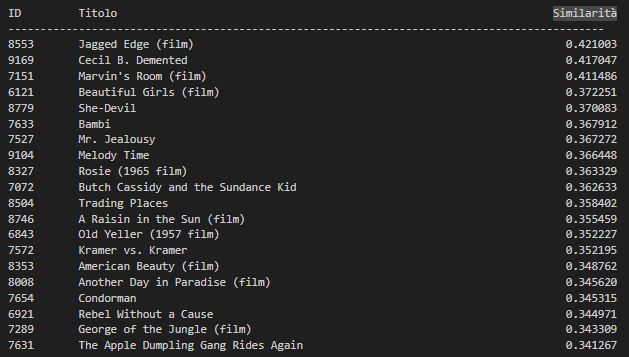 ID Titolo Similarità
------------------------------------------------------------------------------------------
8553 Jagged Edge (film) 0.421003
9169 Cecil B. Demented 0.417047
7151 Marvin's Room (film) 0.411486
6121 Beautiful Girls (film) 0.372251
8779 She-Devil 0.370083
7633 Bambi 0.367912
7527 Mr. Jealousy 0.367272
9104 Melody Time 0.366448
8327 Rosie (1965 film) 0.363329
7072 Butch Cassidy and the Sundance Kid 0.362633
8504 Trading Places 0.358402
8746 A Raisin in the Sun (film) 0.355459
6843 Old Yeller (1957 film) 0.352227
7572 Kramer vs. Kramer 0.352195
8353 American Beauty (film) 0.348762
8008 Another Day in Paradise (film) 0.345620
7654 Condorman 0.345315
6921 Rebel Without a Cause 0.344971
7289 George of the Jungle (film) 0.343309
7631 The Apple Dumpling Gang Rides Again 0.341267